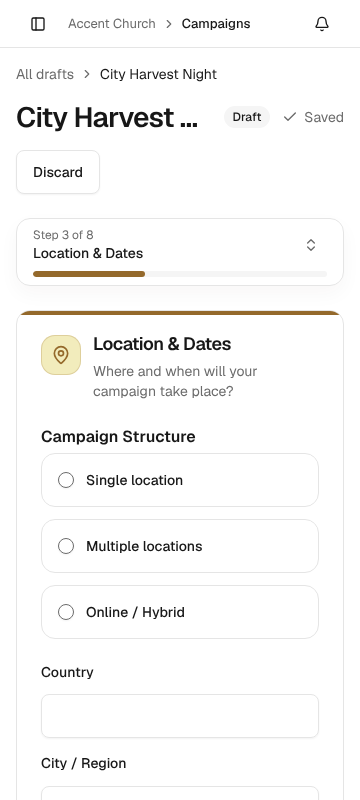 Accent Church > Campaigns
All drafts > City Harvest Night
City Harvest ...
Draft
Saved
Discard
Step 3 of 8
Location & Dates
Location & Dates
Where and when will your
campaign take place?
Campaign Structure
Single location
Multiple locations
Online / Hybrid
Country
City / Region